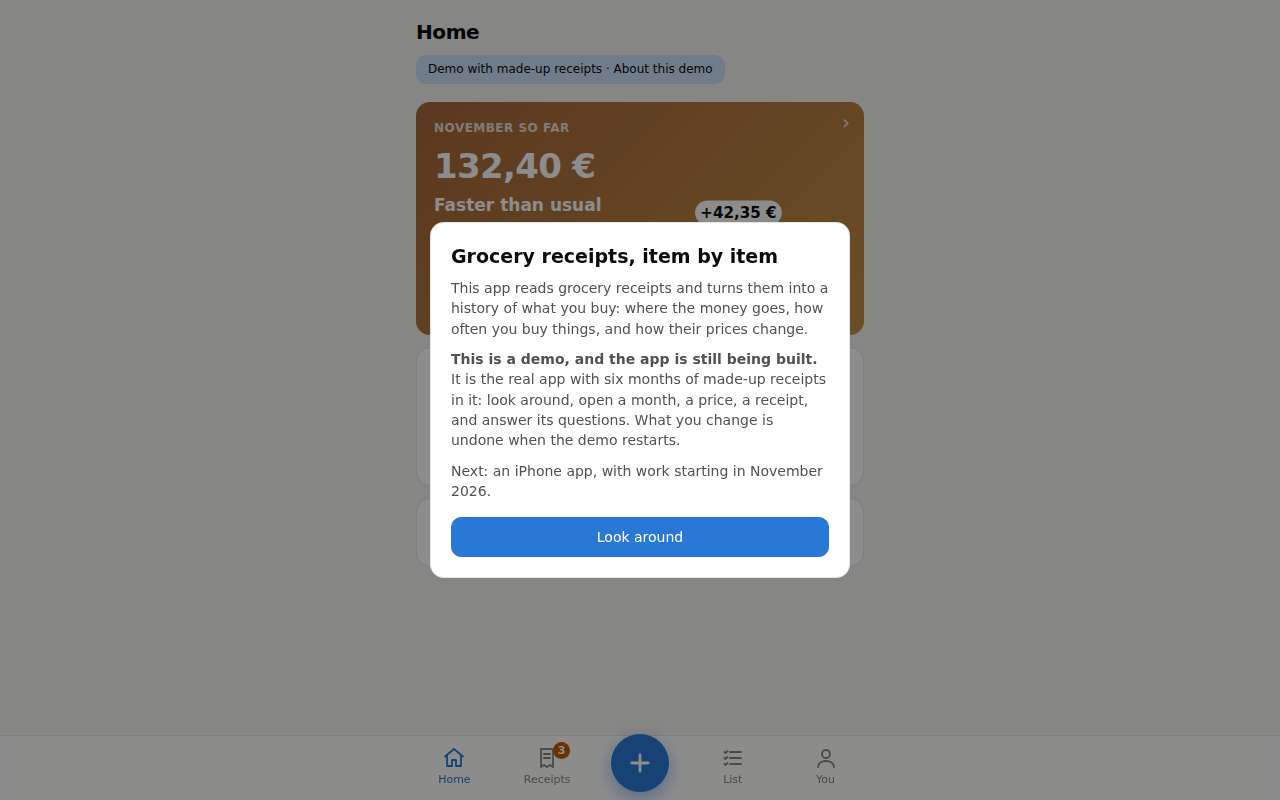 Home
Demo with made-up receipts · About this demo
NOVEMBER SO FAR
132,40 €
Faster than usual
+42,35 €
Grocery receipts, item by item
This app reads grocery receipts and turns them into a
history of what you buy: where the money goes, how
often you buy things, and how their prices change.
This is a demo, and the app is still being built.
It is the real app with six months of made-up receipts
in it: look around, open a month, a price, a receipt,
and answer its questions. What you change is
undone when the demo restarts.
Next: an iPhone app, with work starting in November
2026.
Look around
Home
Receipts
3
List
You